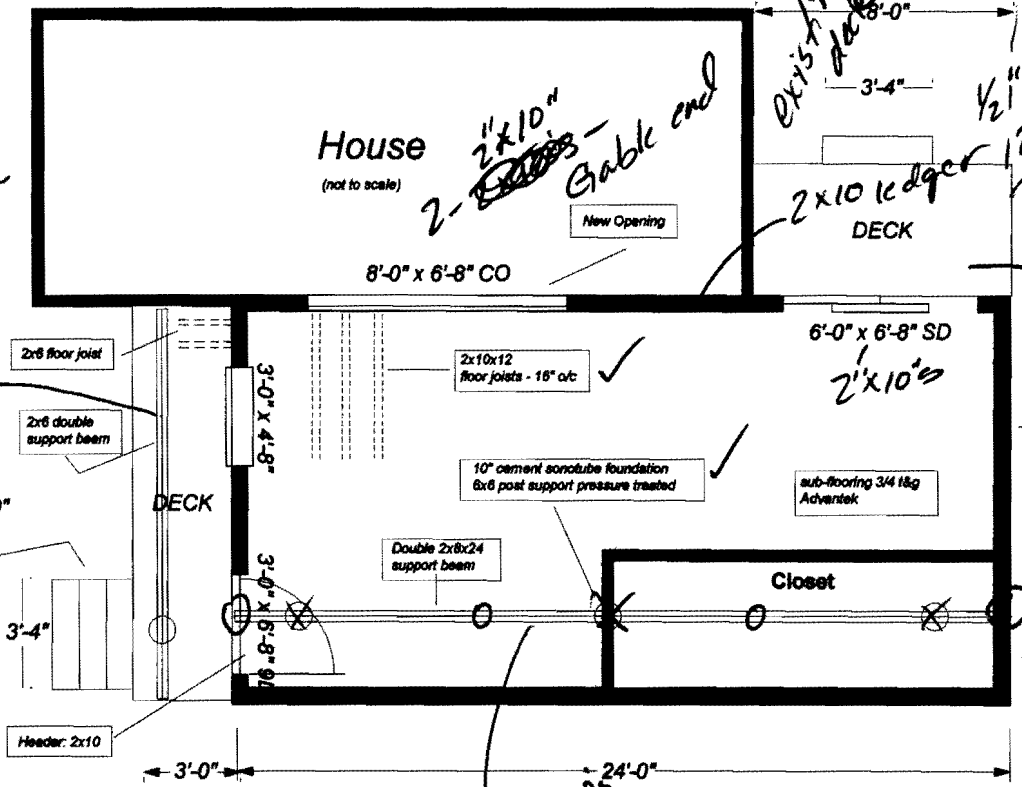 8'-0"
existing
deck
3'-4"
House
(not to scale)
2"x10"
2-
Gable end
New Opening
2x10 ledger
DECK
8'-0" x 6'-8" CO
6'-0" x 6'-8" SD
2"x10"s
2x6 floor joist
2x10x12
floor joists - 16" o/c
3'-0" x 4'-8"
2x6 double
support beam
10" cement sonotube foundation
6x6 post support pressure treated
sub-flooring 3/4 t&g
Advantek
DECK
Double 2x8x24
support beam
Closet
3'-0" x 6'-8" 9L
3'-4"
Header: 2x10
3'-0"
24'-0"